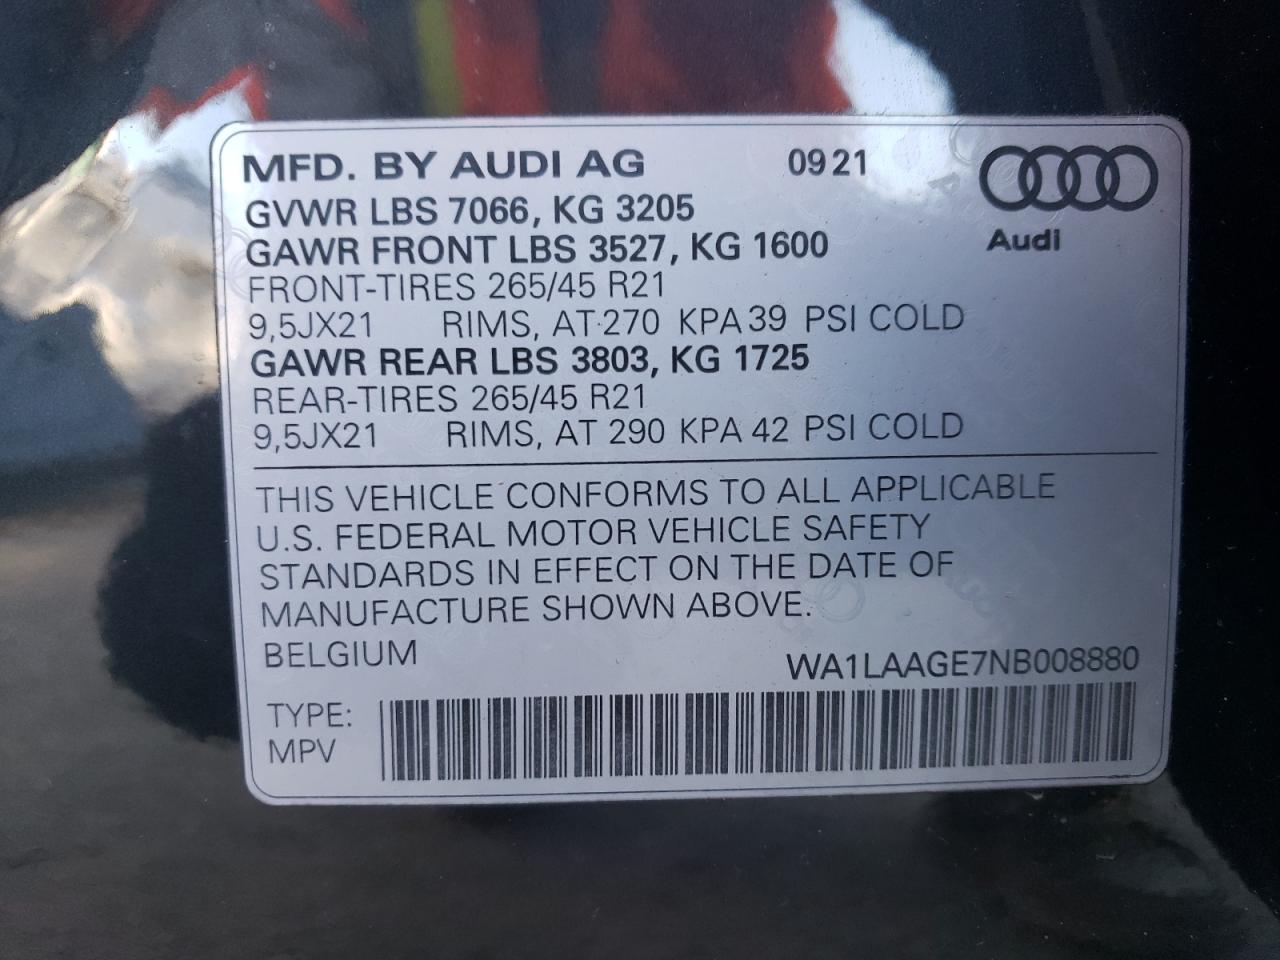 MFD. BY AUDI AG 09 21
GVWR LBS 7066, KG 3205
GAWR FRONT LBS 3527, KG 1600
Audi
FRONT-TIRES 265/45 R21
9,5JX21 RIMS, AT 270 KPA 39 PSI COLD
GAWR REAR LBS 3803, KG 1725
REAR-TIRES 265/45 R21
9,5JX21 RIMS, AT 290 KPA 42 PSI COLD
THIS VEHICLE CONFORMS TO ALL APPLICABLE
U.S. FEDERAL MOTOR VEHICLE SAFETY
STANDARDS IN EFFECT ON THE DATE OF
MANUFACTURE SHOWN ABOVE.
BELGIUM WA1LAAGE7NB008880
TYPE:
MPV